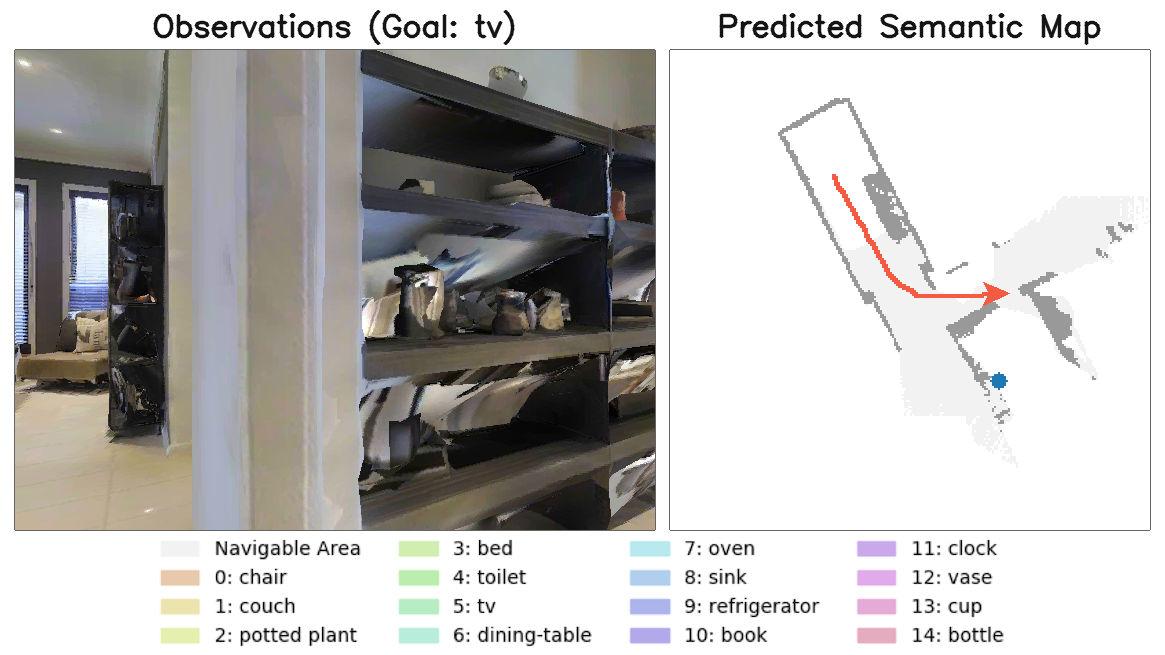 Observations (Goal: tv)
Predicted Semantic Map
Navigable Area
0: chair
1: couch
2: potted plant
3: bed
4: toilet
5: tv
6: dining-table
7: oven
8: sink
9: refrigerator
10: book
11: clock
12: vase
13: cup
14: bottle